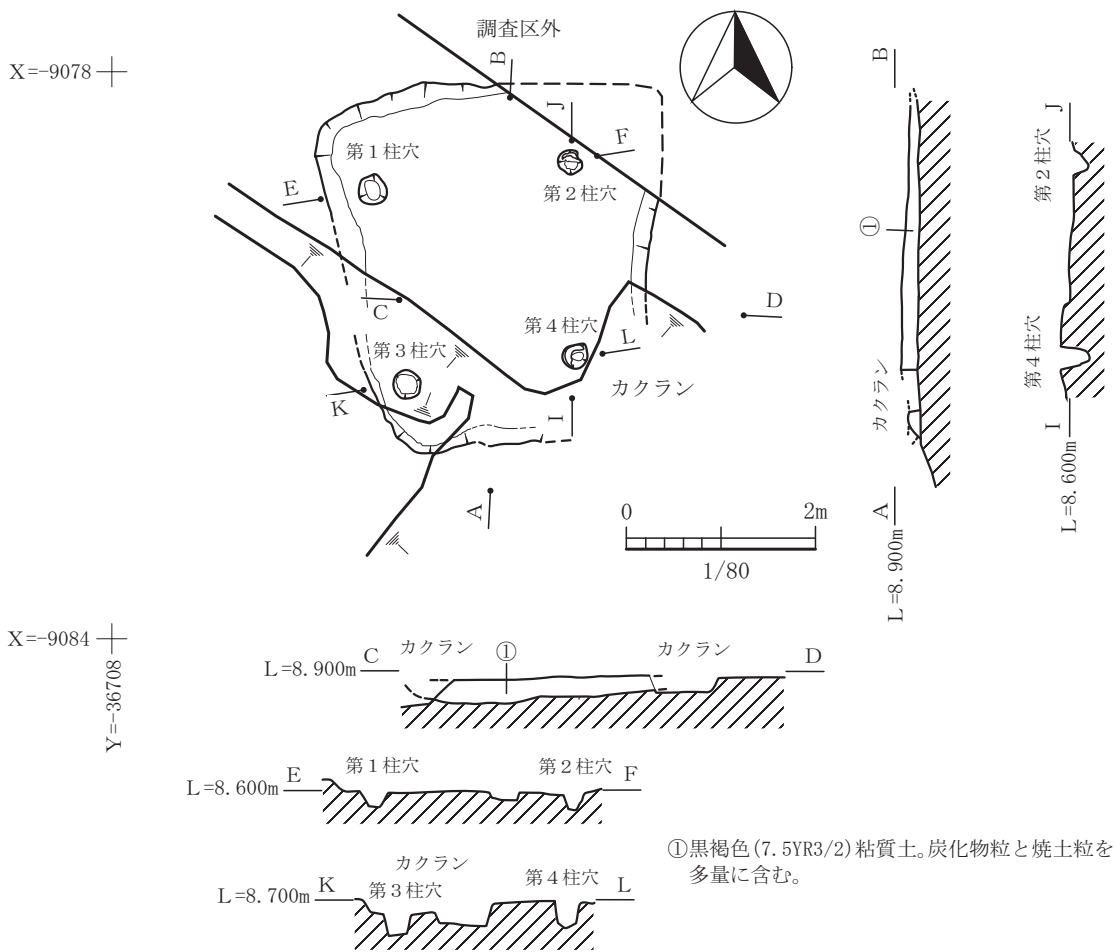 調査区外
X=-9078
B
J
F
第1柱穴
E
第2柱穴
C
D
第4柱穴
L
第3柱穴
カクラン
K
I
A
0 2m
1/80
B
①
カクラン
A
L=8.900m
J
第2柱穴
第4柱穴
I
L=8.600m
X=-9084
Y=-36708
L=8.900m C カクラン ① カクラン D
L=8.600m E 第1柱穴 第2柱穴 F
カクラン
L=8.700m K 第3柱穴 第4柱穴 L
①黒褐色(7.5YR3/2)粘質土。炭化物粒と焼土粒を
多量に含む。